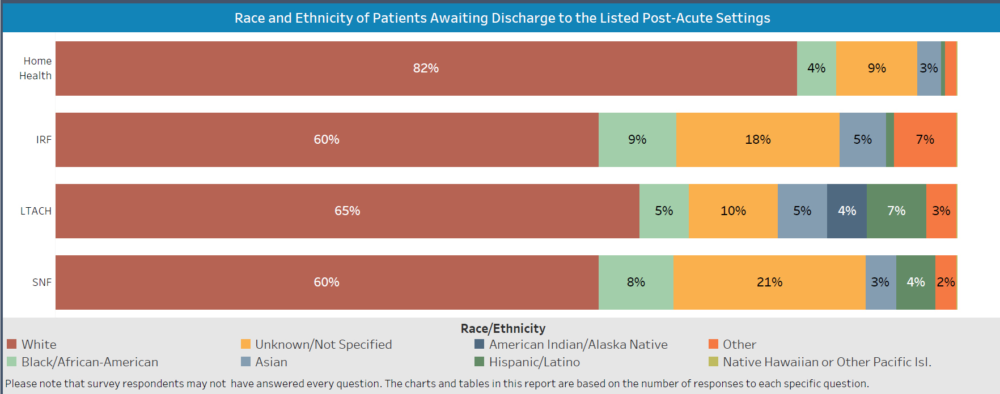 Race and Ethnicity of Patients Awaiting Discharge to the Listed Post-Acute Settings
Home
Health
82%
4%
9%
3%
IRF
60%
9%
18%
5%
7%
LTACH
65%
5%
10%
5%
4%
7%
3%
SNF
60%
8%
21%
3%
4%
2%
Race/Ethnicity
White
Unknown/Not Specified
American Indian/Alaska Native
Other
Black/African-American
Asian
Hispanic/Latino
Native Hawaiian or Other Pacific Isl.
Please note that survey respondents may not  have answered every question. The charts and tables in this report are based on the number of responses to each specific question.